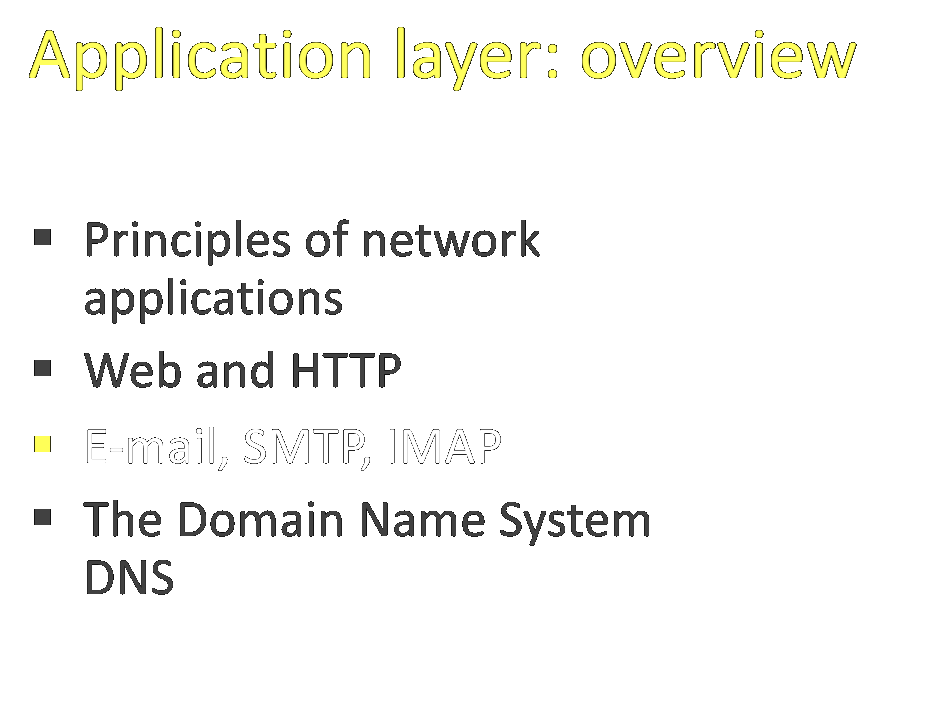 Application layer: overview
▪ Principles of network
applications
▪ Web and HTTP
▪ E-mail, SMTP, IMAP
▪ The Domain Name System
DNS